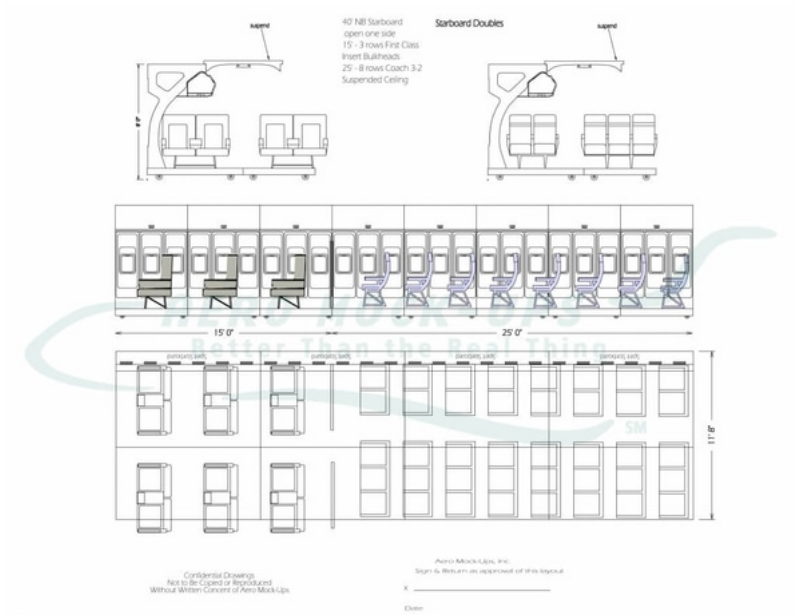 suspend
40' NB Starboard
open one side
15' - 3 rows First Class
Insert Bulkheads
25' - 8 rows Coach 3-2
Suspended Ceiling
Starboard Doubles
suspend
AERO MOCK-UPS
Better Than the Real Thing
15' 0"
25' 0"
SM
11' 8"
Confidential Drawings
Not to Be Copied or Reproduced
Without Written Concent of Aero Mock-Ups
Aero Mock-Ups, Inc.
Sign & Return as approval of this layout
x
Date